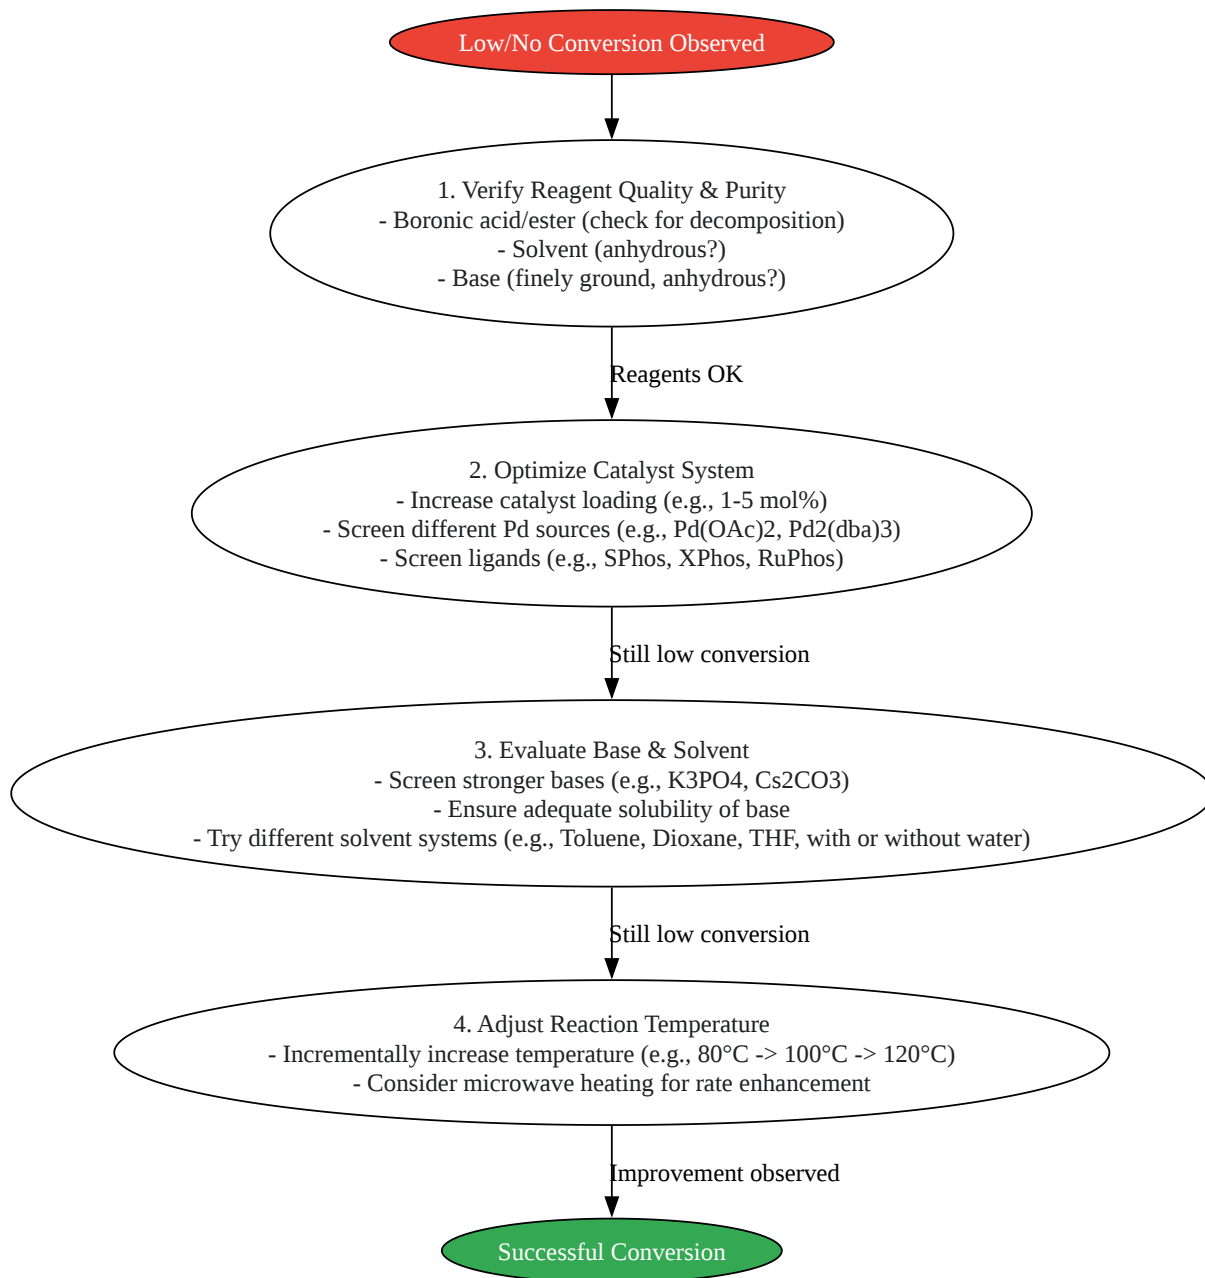 Low/No Conversion Observed
1. Verify Reagent Quality & Purity
- Boronic acid/ester (check for decomposition)
- Solvent (anhydrous?)
- Base (finely ground, anhydrous?)
Reagents OK
2. Optimize Catalyst System
- Increase catalyst loading (e.g., 1-5 mol%)
- Screen different Pd sources (e.g., Pd(OAc)2, Pd2(dba)3)
- Screen ligands (e.g., SPhos, XPhos, RuPhos)
Still low conversion
3. Evaluate Base & Solvent
- Screen stronger bases (e.g., K3PO4, Cs2CO3)
- Ensure adequate solubility of base
- Try different solvent systems (e.g., Toluene, Dioxane, THF, with or without water)
Still low conversion
4. Adjust Reaction Temperature
- Incrementally increase temperature (e.g., 80°C -> 100°C -> 120°C)
- Consider microwave heating for rate enhancement
Improvement observed
Successful Conversion